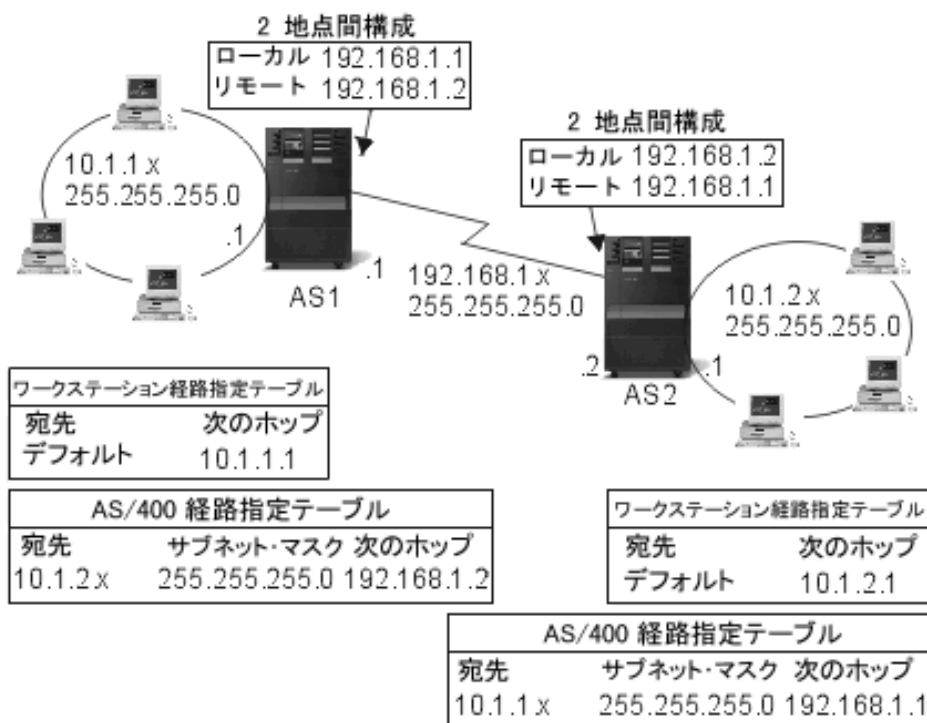 2 地点間構成
ローカル 192.168.1.1
リモート 192.168.1.2
2 地点間構成
ローカル 192.168.1.2
リモート 192.168.1.1
10.1.1.x
255.255.255.0
.1
.1
AS1
192.168.1.x
255.255.255.0
10.1.2.x
255.255.255.0
.2
.1
AS2
ワークステーション経路指定テーブル
宛先 次のホップ
デフォルト 10.1.1.1
AS/400 経路指定テーブル
宛先 サブネット・マスク 次のホップ
10.1.2.x 255.255.255.0 192.168.1.2
ワークステーション経路指定テーブル
宛先 次のホップ
デフォルト 10.1.2.1
AS/400 経路指定テーブル
宛先 サブネット・マスク 次のホップ
10.1.1.x 255.255.255.0 192.168.1.1